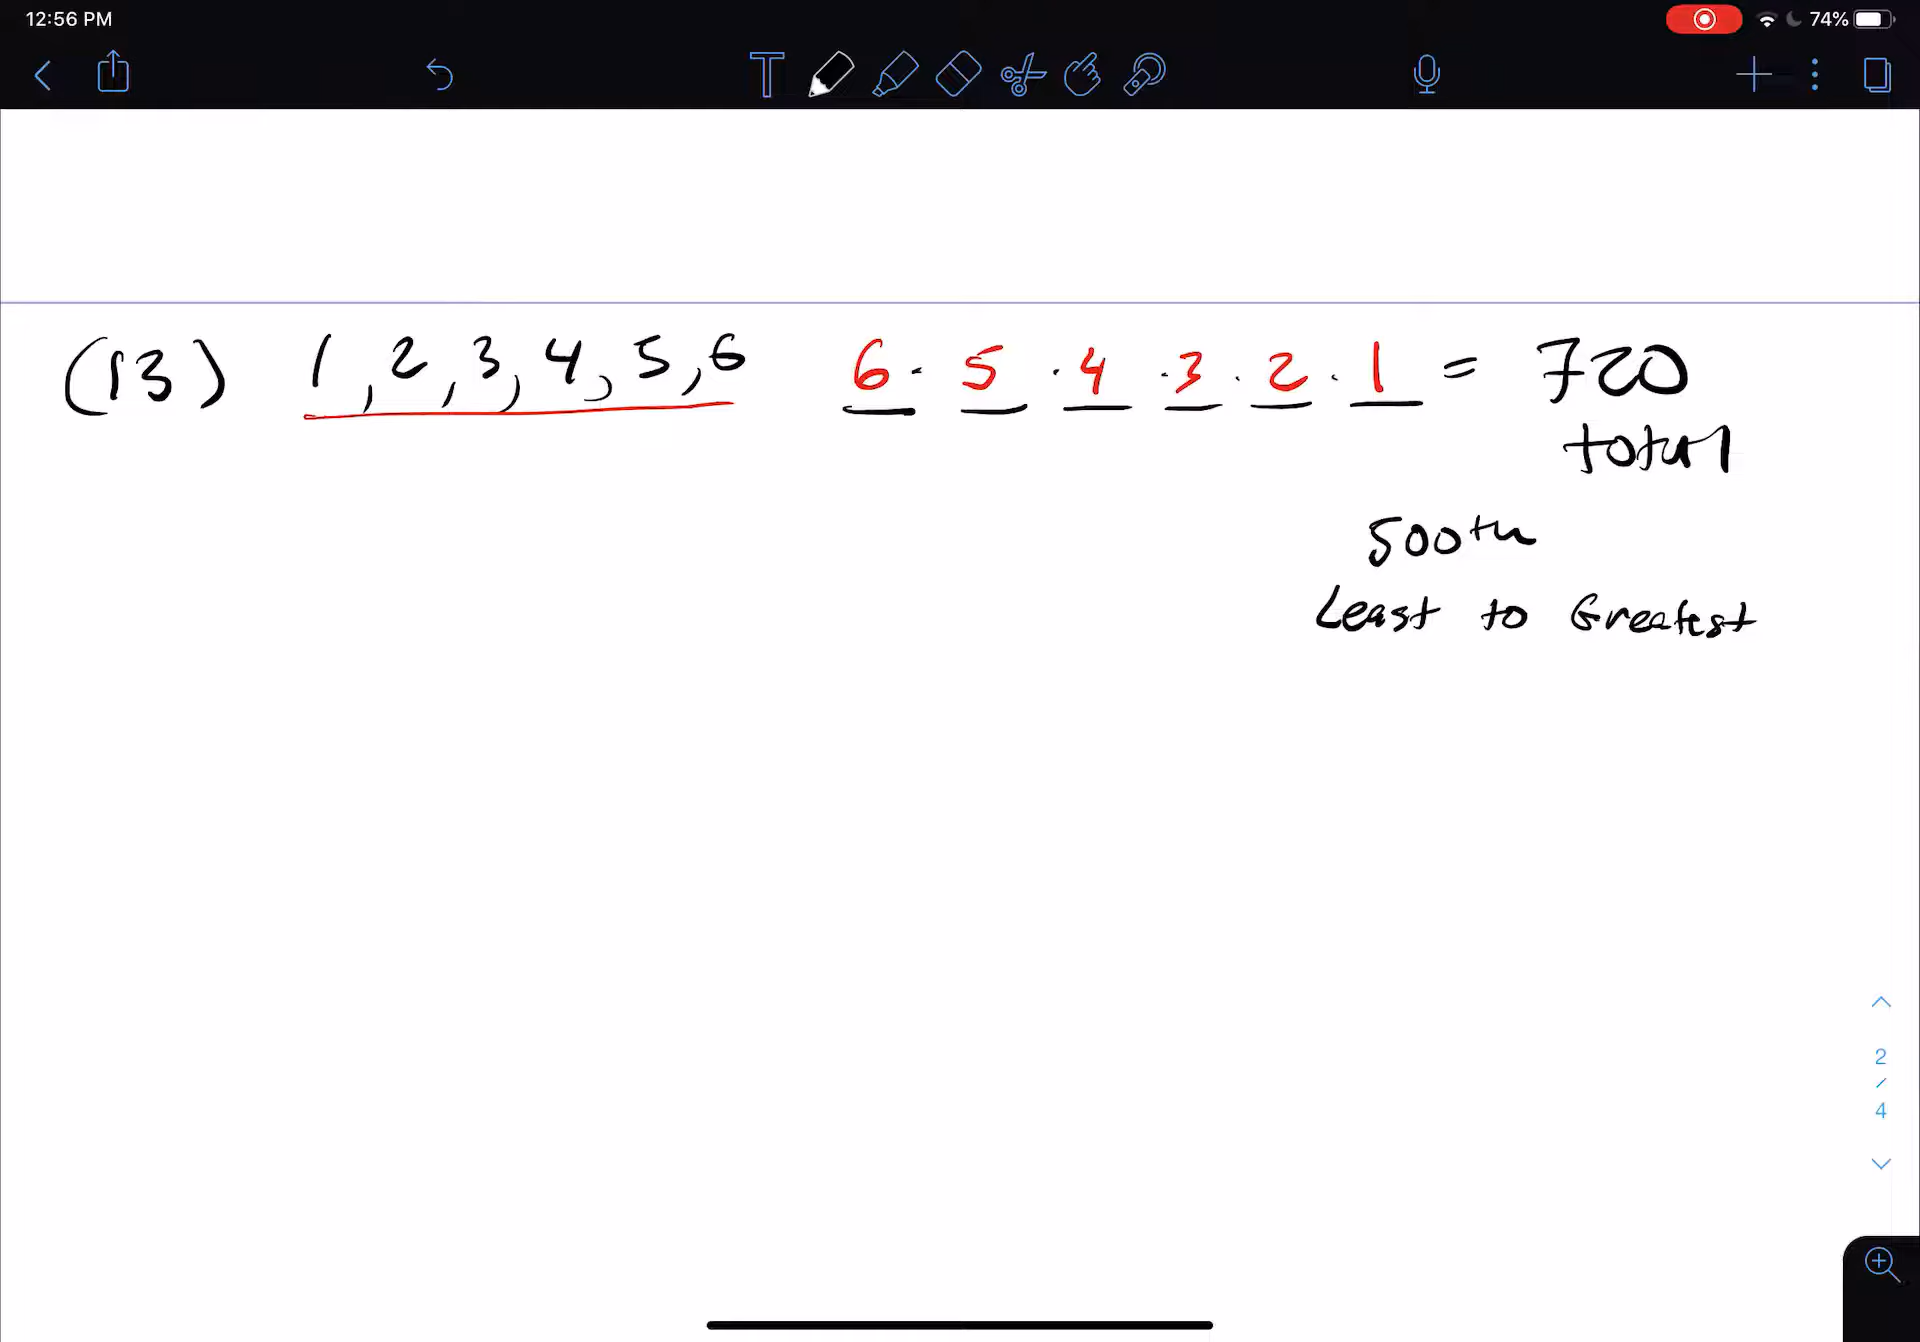 12:56 PM
74%
(13) 1, 2, 3, 4, 5, 6 6 · 5 · 4 · 3 · 2 · 1 = 720
total
500th
Least to Greatest
2
/
4